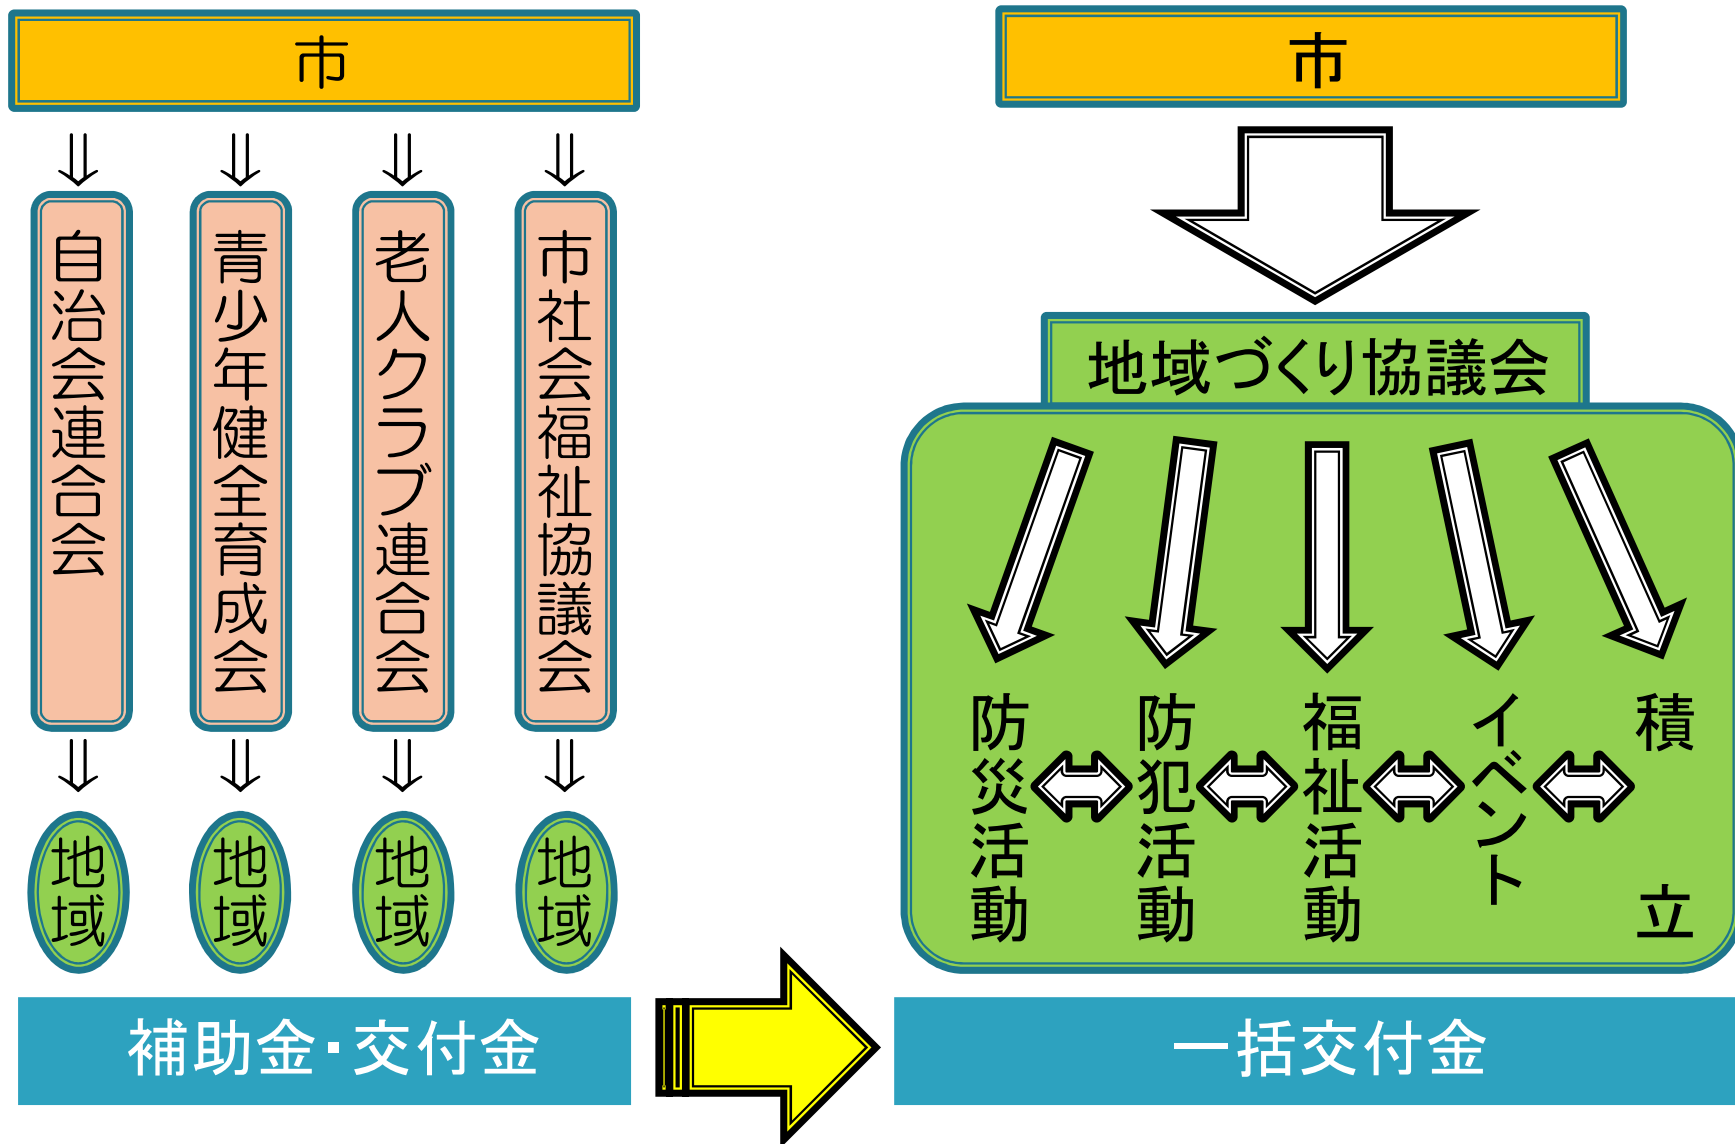 市
自治会連合会
青少年健全育成会
老人クラブ連合会
市社会福祉協議会
地域
地域
地域
地域
補助金・交付金
市
地域づくり協議会
防災活動
防犯活動
福祉活動
イベント
積立
一括交付金